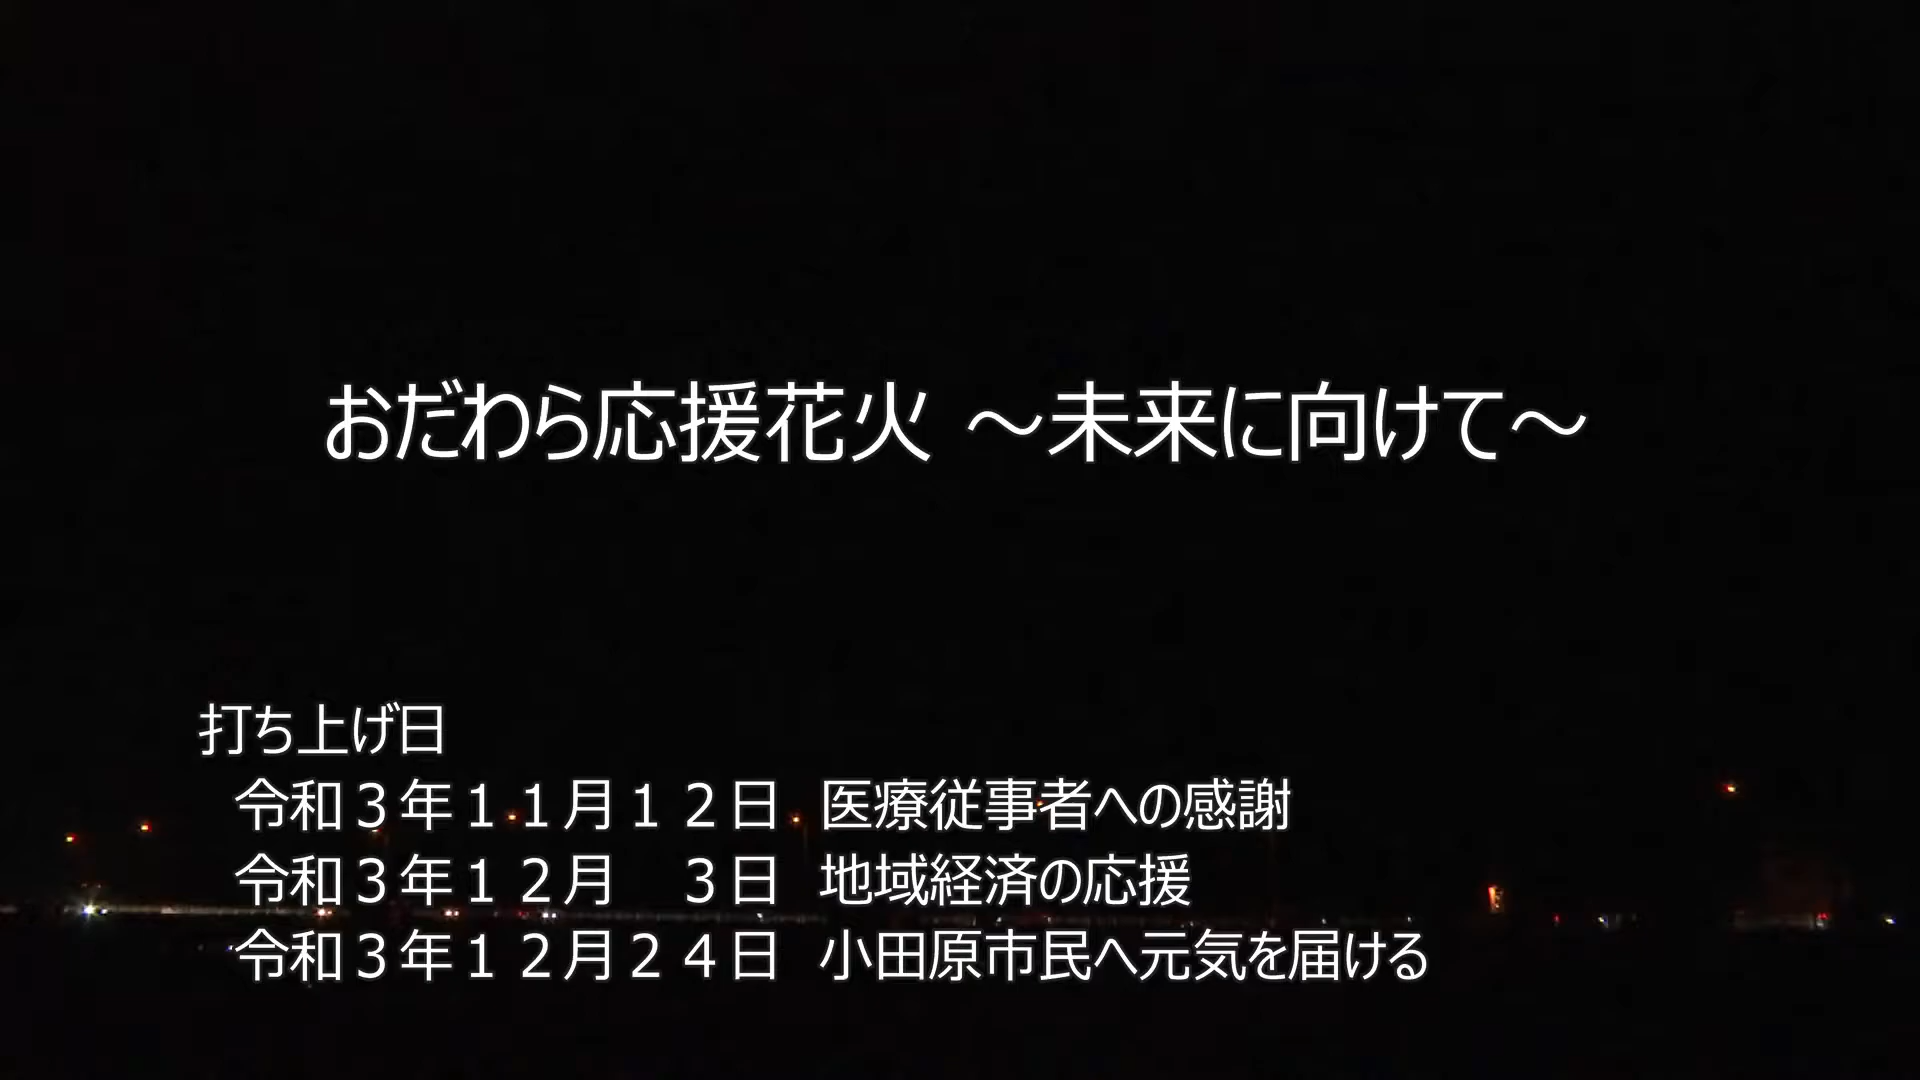 おだわら応援花火 ～未来に向けて～
打ち上げ日
令和３年１１月１２日　医療従事者への感謝
令和３年１２月　３日　地域経済の応援
令和３年１２月２４日　小田原市民へ元気を届ける